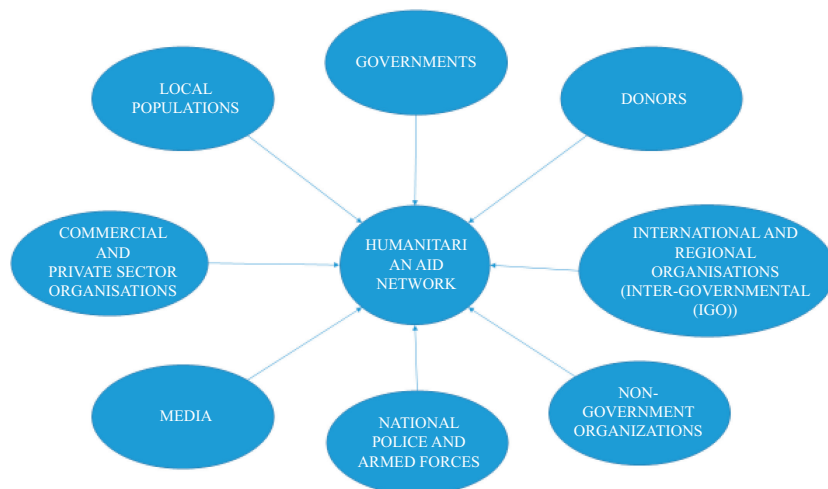 GOVERNMENTS
LOCAL
POPULATIONS
DONORS
COMMERCIAL
AND
PRIVATE SECTOR
ORGANISATIONS
HUMANITARI
AN AID
NETWORK
INTERNATIONAL AND
REGIONAL
ORGANISATIONS
(INTER-GOVERNMENTAL
(IGO))
MEDIA
NATIONAL
POLICE AND
ARMED FORCES
NON-
GOVERNMENT
ORGANIZATIONS